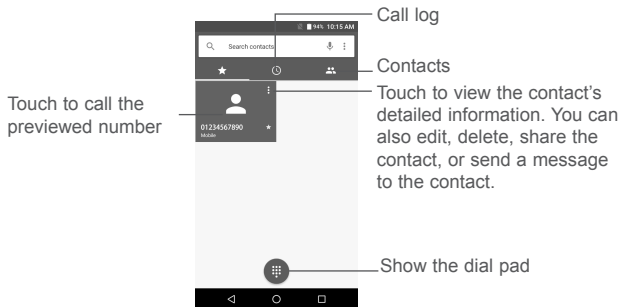 Call log
94% 10:15 AM
Search contacts
Contacts
Touch to call the
previewed number
Touch to view the contact's
detailed information. You can
also edit, delete, share the
contact, or send a message
to the contact.
01234567890
Mobile
Show the dial pad